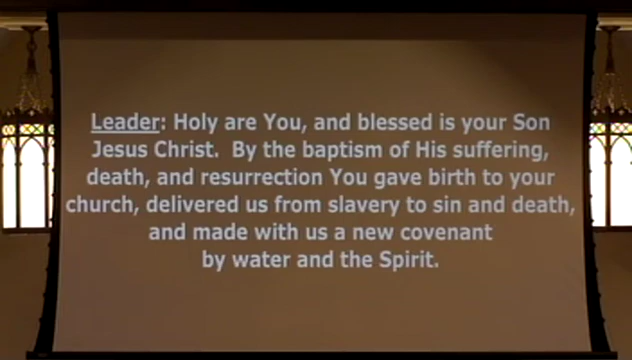 Leader: Holy are You, and blessed is your Son
Jesus Christ. By the baptism of His suffering,
death, and resurrection You gave birth to your
church, delivered us from slavery to sin and death,
and made with us a new covenant
by water and the Spirit.